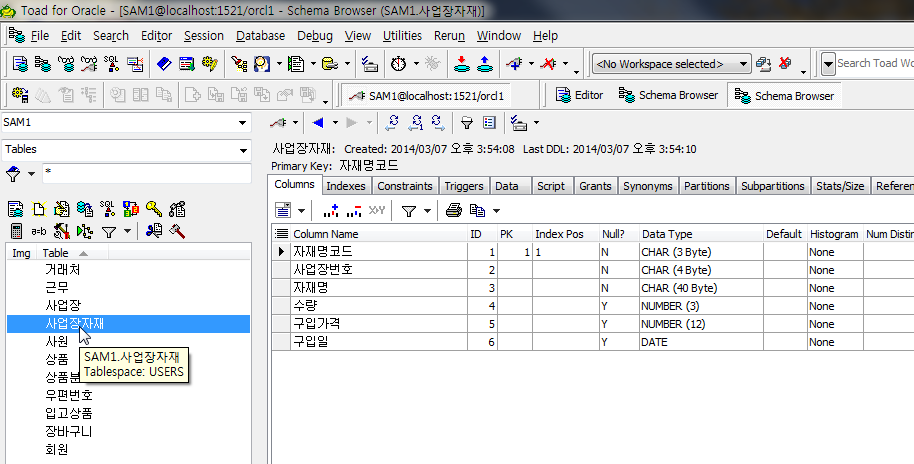 Toad for Oracle - [SAM1@localhost:1521/orcl1 - Schema Browser (SAM1.사업장자재)]
File Edit Search Editor Session Database Debug View Utilities Rerun Window Help
SQL <No Workspace selected> Search Toad Wo
SAM1@localhost:1521/orcl1 Editor Schema Browser Schema Browser
SAM1
Tables
*
사업장자재: Created: 2014/03/07 오후 3:54:08 Last DDL: 2014/03/07 오후 3:54:10
Primary Key: 자재명코드
Columns Indexes Constraints Triggers Data Script Grants Synonyms Partitions Subpartitions Stats/Size Referen
SQL
a=b
X↔Y
Column Name ID PK Index Pos Null? Data Type Default Histogram Num Distin
자재명코드 1 1 1 N CHAR (3 Byte) None
사업장번호 2 N CHAR (4 Byte) None
자재명 3 N CHAR (40 Byte) None
수량 4 Y NUMBER (3) None
구입가격 5 Y NUMBER (12) None
구입일 6 Y DATE None
Img Table
거래처
근무
사업장
사업장자재
사원
상품
상품분
우편번호
입고상품
장바구니
회원
SAM1.사업장자재
Tablespace: USERS